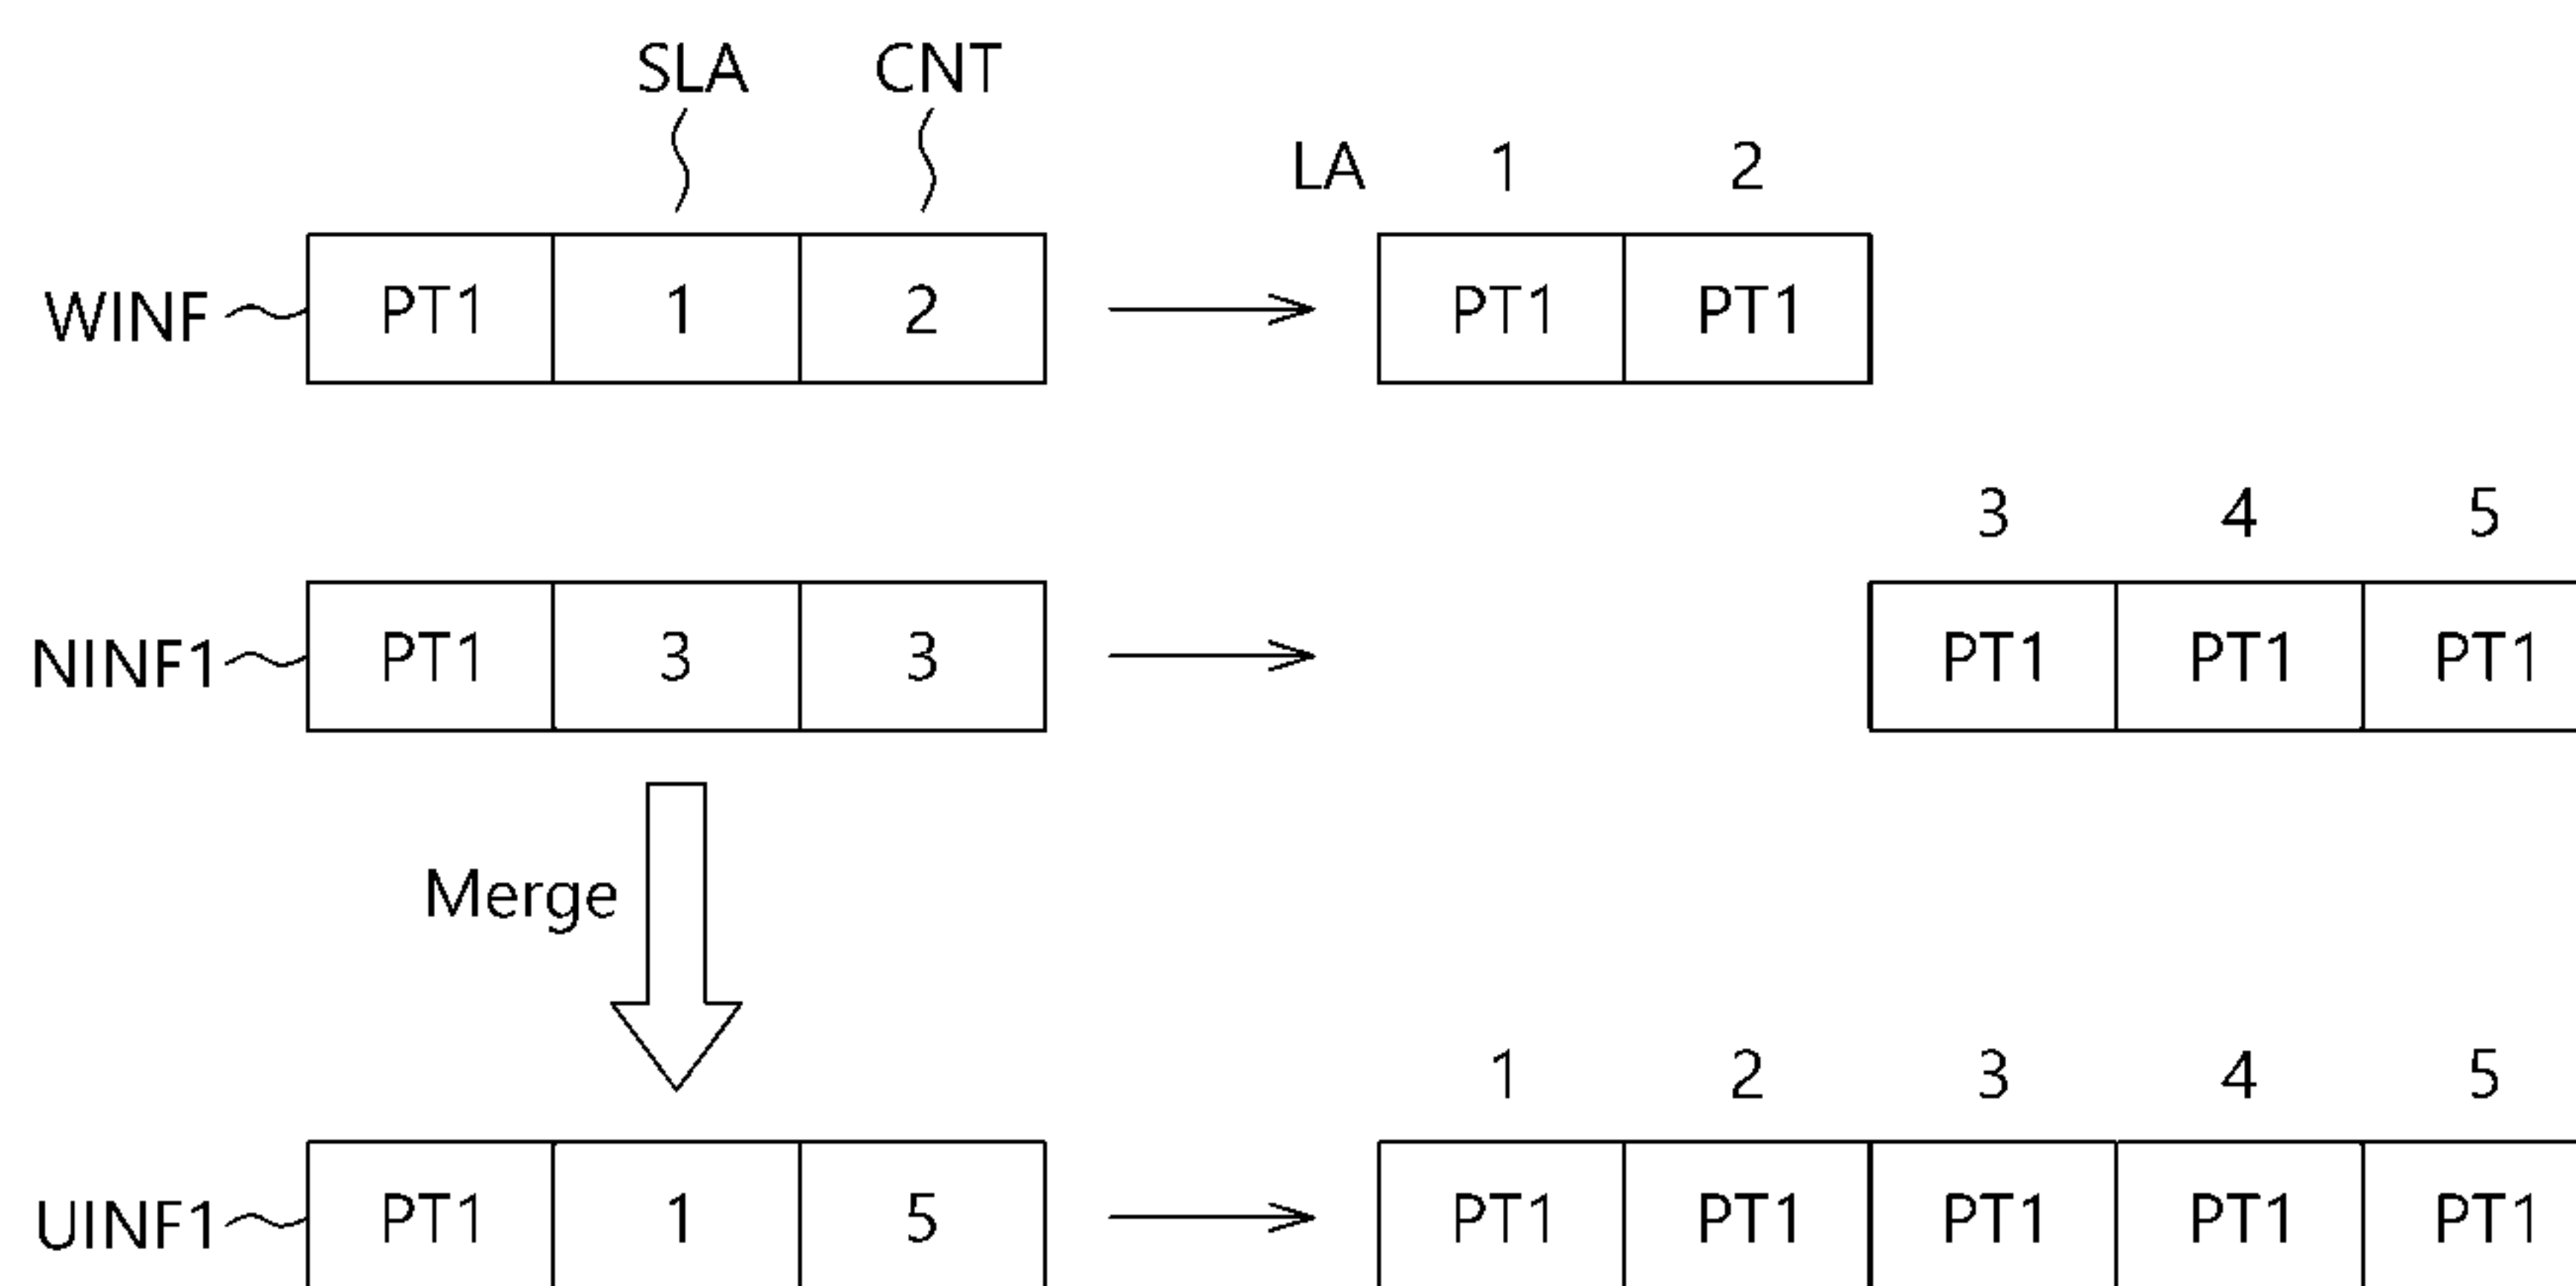 SLA CNT
LA 1 2
WINF PT1 1 2 PT1 PT1
3 4 5
NINF1 PT1 3 3 PT1 PT1 PT1
Merge
1 2 3 4 5
UINF1 PT1 1 5 PT1 PT1 PT1 PT1 PT1